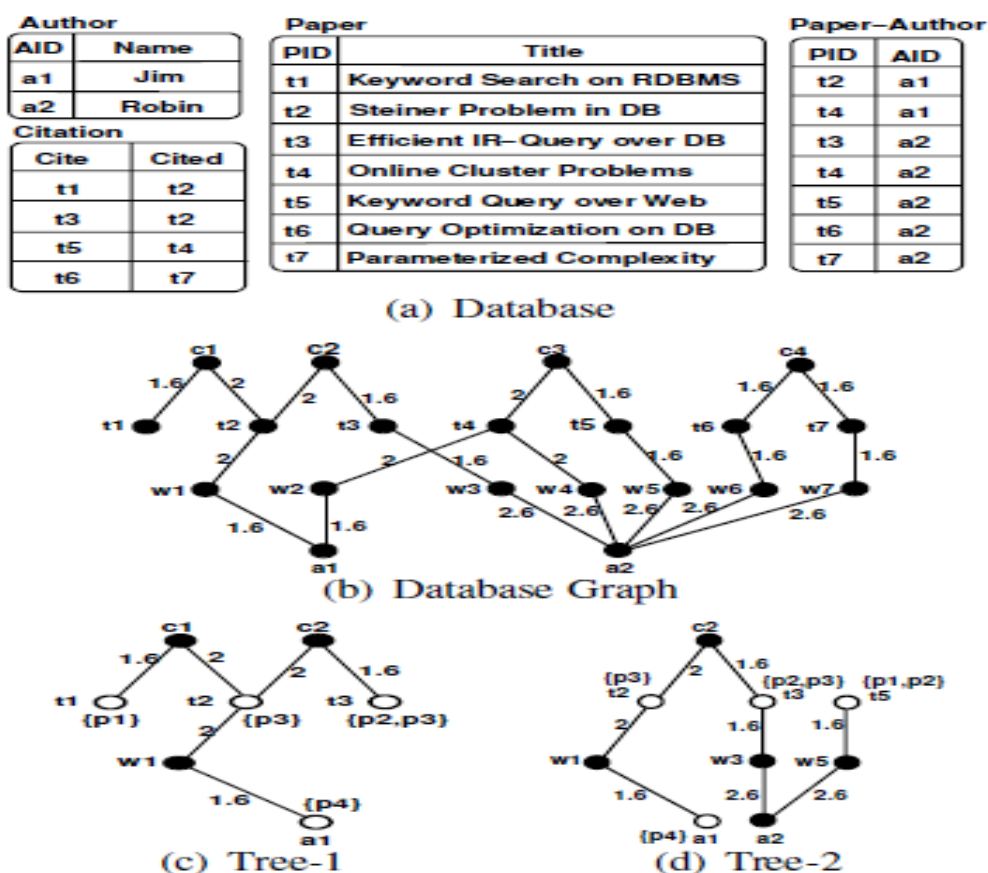 Author
AID Name
a1 Jim
a2 Robin
Citation
Cite Cited
t1 t2
t3 t2
t5 t4
t6 t7
Paper
PID Title
t1 Keyword Search on RDBMS
t2 Steiner Problem in DB
t3 Efficient IR-Query over DB
t4 Online Cluster Problems
t5 Keyword Query over Web
t6 Query Optimization on DB
t7 Parameterized Complexity
Paper-Author
PID AID
t2 a1
t4 a1
t3 a2
t4 a2
t5 a2
t6 a2
t7 a2
(a) Database
c1 c2 c3 c4
1.6 2 2 1.6 2 1.6 1.6 1.6
t1 t2 t3 t4 t5 t6 t7
2 2 1.6 2 1.6 1.6 1.6
w1 w2 w3 w4 w5 w6 w7
1.6 1.6 2.6 2.6 2.6 2.6 2.6
a1 a2
(b) Database Graph
c1 c2
1.6 2 2 1.6
t1 t2 t3
{p1} {p3} {p2,p3}
2
w1
1.6
{p4}
a1
(c) Tree-1
c2
2 1.6
{p3} {p2,p3} {p1,p2}
t2 t3 t5
2 1.6 1.6
w1 w3 w5
1.6 2.6 2.6
{p4} a1 a2
(d) Tree-2